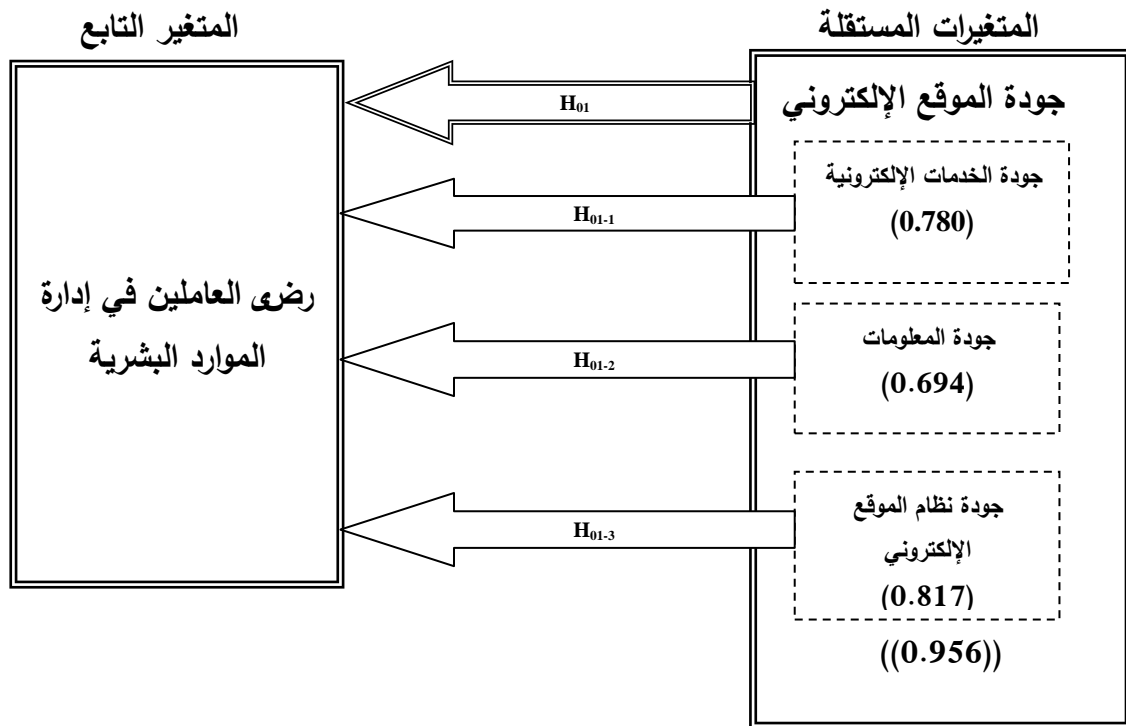 المتغيرات المستقلة
جودة الموقع الإلكتروني
جودة الخدمات الإلكترونية
(0.780)
جودة المعلومات
(0.694)
جودة نظام الموقع
الإلكتروني
(0.817)
((0.956))
H01
H01-1
H01-2
H01-3
المتغير التابع
رضى العاملين في إدارة
الموارد البشرية